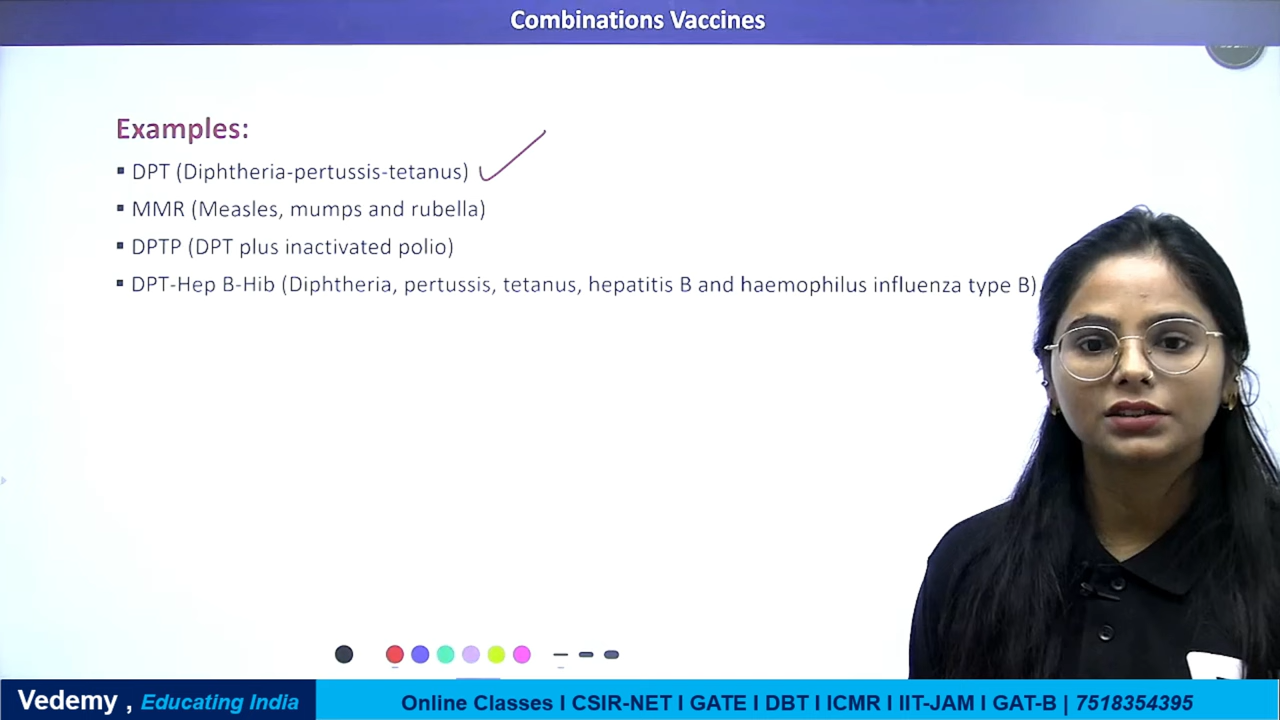 Combinations Vaccines
Examples:
▪ DPT (Diphtheria-pertussis-tetanus)
▪ MMR (Measles, mumps and rubella)
▪ DPTP (DPT plus inactivated polio)
▪ DPT-Hep B-Hib (Diphtheria, pertussis, tetanus, hepatitis B and haemophilus influenza type B)
Vedemy , Educating India
Online Classes I CSIR-NET I GATE I DBT I ICMR I IIT-JAM I GAT-B | 7518354395